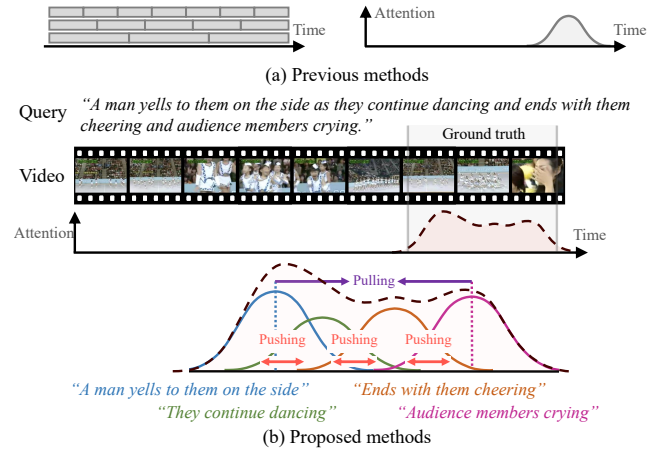 Attention
Time
Time
(a) Previous methods
Query
“A man yells to them on the side as they continue dancing and ends with them
cheering and audience members crying.”
Ground truth
Video
Attention
Time
Pulling
Pushing
Pushing
Pushing
“A man yells to them on the side”
“Ends with them cheering”
“They continue dancing”
“Audience members crying”
(b) Proposed methods